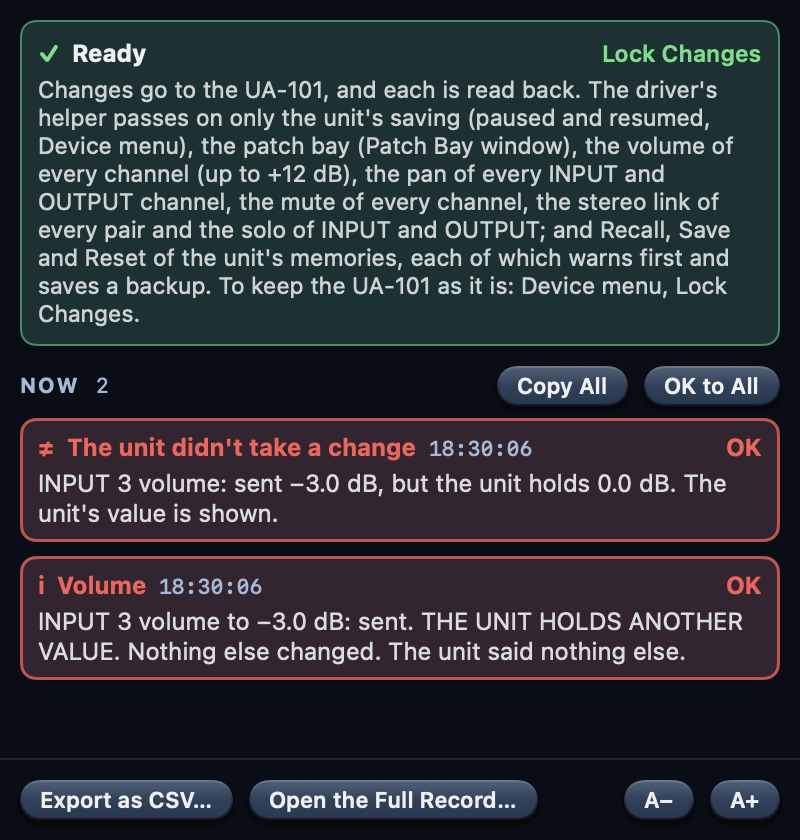 ✓ Ready Lock Changes
Changes go to the UA-101, and each is read back. The driver's
helper passes on only the unit's saving (paused and resumed,
Device menu), the patch bay (Patch Bay window), the volume of
every channel (up to +12 dB), the pan of every INPUT and
OUTPUT channel, the mute of every channel, the stereo link of
every pair and the solo of INPUT and OUTPUT; and Recall, Save
and Reset of the unit's memories, each of which warns first and
saves a backup. To keep the UA-101 as it is: Device menu, Lock
Changes.
NOW 2 Copy All OK to All
≠ The unit didn't take a change 18:30:06 OK
INPUT 3 volume: sent −3.0 dB, but the unit holds 0.0 dB. The
unit's value is shown.
i Volume 18:30:06 OK
INPUT 3 volume to −3.0 dB: sent. THE UNIT HOLDS ANOTHER
VALUE. Nothing else changed. The unit said nothing else.
Export as CSV... Open the Full Record... A− A+